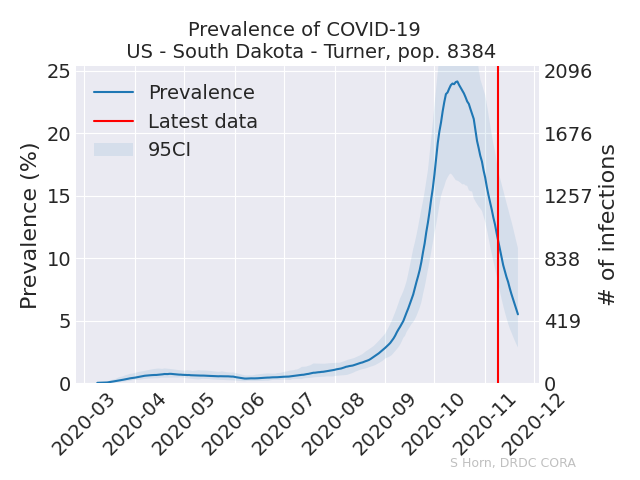 Prevalence of COVID-19
US - South Dakota - Turner, pop. 8384
Prevalence
Latest data
95CI
Prevalence (%)
25
20
15
10
5
0
2096
1676
1257
838
419
0
# of infections
2020-03
2020-04
2020-05
2020-06
2020-07
2020-08
2020-09
2020-10
2020-11
2020-12
S Horn, DRDC CORA